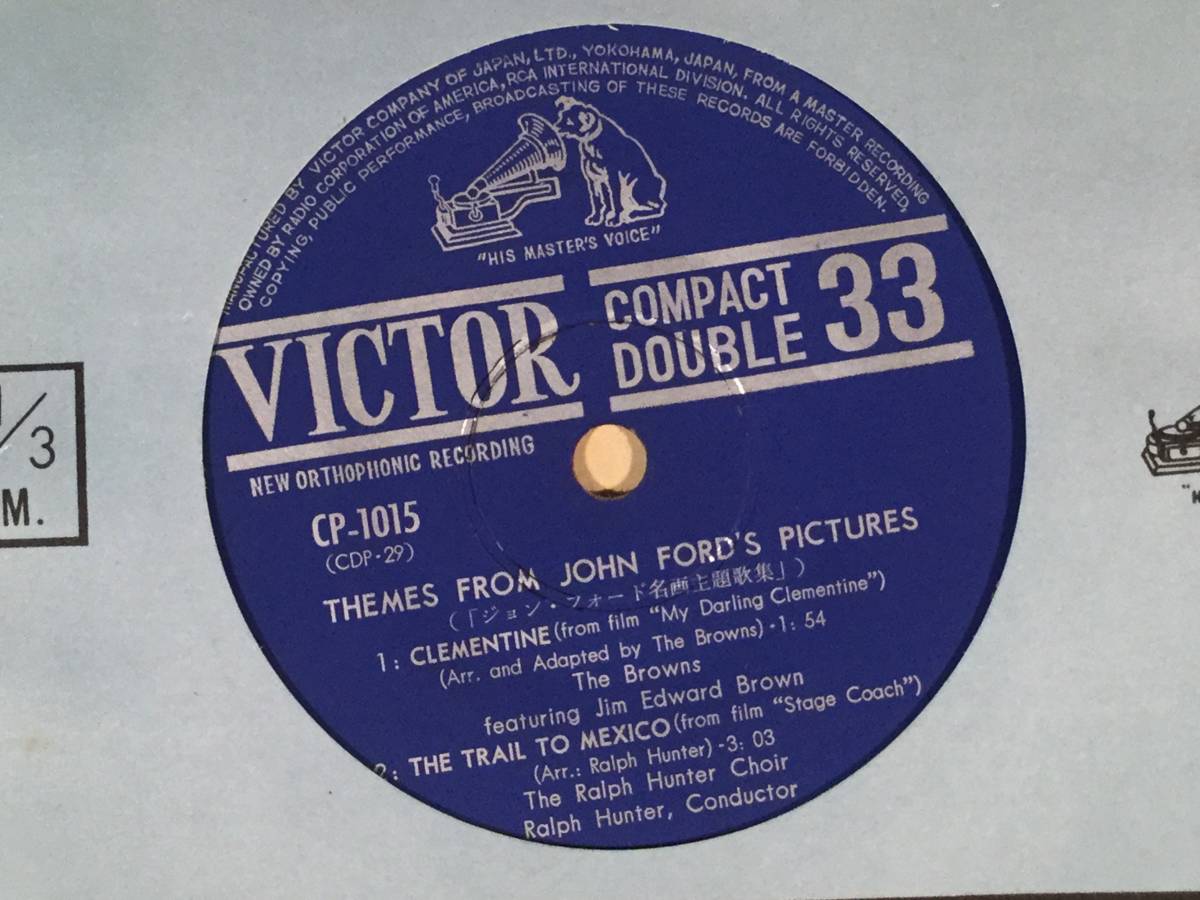 MANUFACTURED BY VICTOR COMPANY OF JAPAN, LTD., YOKOHAMA, JAPAN, FROM A MASTER RECORDING
OWNED BY RADIO CORPORATION OF AMERICA, RCA INTERNATIONAL DIVISION. ALL RIGHTS RESERVED,
COPYING, PUBLIC PERFORMANCE, BROADCASTING OF THESE RECORDS ARE FORBIDDEN.
"HIS MASTER'S VOICE"
VICTOR
COMPACT
DOUBLE 33
NEW ORTHOPHONIC RECORDING
CP-1015
(CDP-29)
THEMES FROM JOHN FORD'S PICTURES
(「ジョン・フォード名画主題歌集」)
1: CLEMENTINE (from film "My Darling Clementine")
(Arr. and Adapted by The Browns)-1: 54
The Browns
featuring Jim Edward Brown
2: THE TRAIL TO MEXICO (from film "Stage Coach")
(Arr.: Ralph Hunter)-3: 03
The Ralph Hunter Choir
Ralph Hunter, Conductor
/3
M.